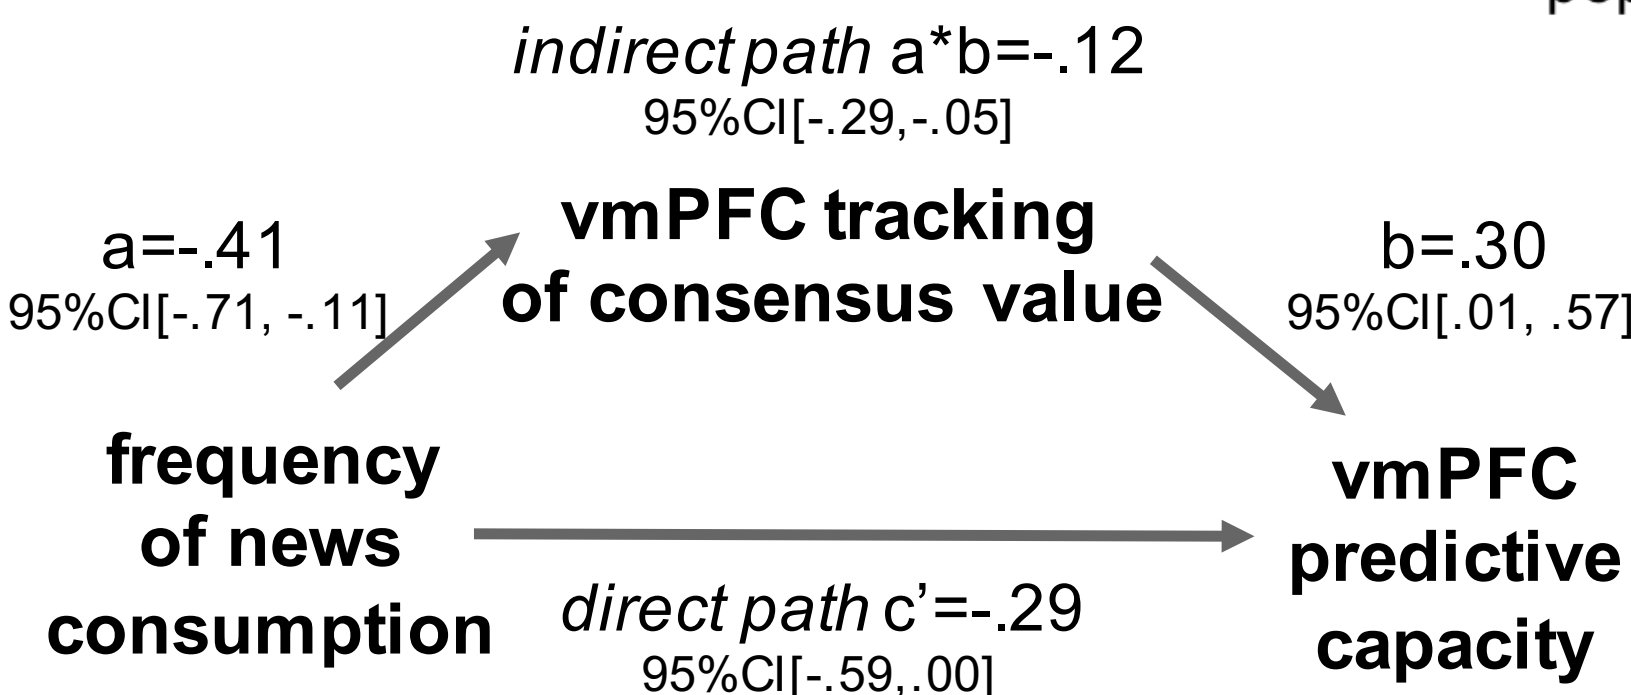 indirect path a*b=-.12
95%CI[-.29,-.05]
vmPFC tracking
of consensus value
a=-.41
95%CI[-.71, -.11]
b=.30
95%CI[.01, .57]
frequency
of news
consumption
direct path c’=-.29
95%CI[-.59,.00]
vmPFC
predictive
capacity